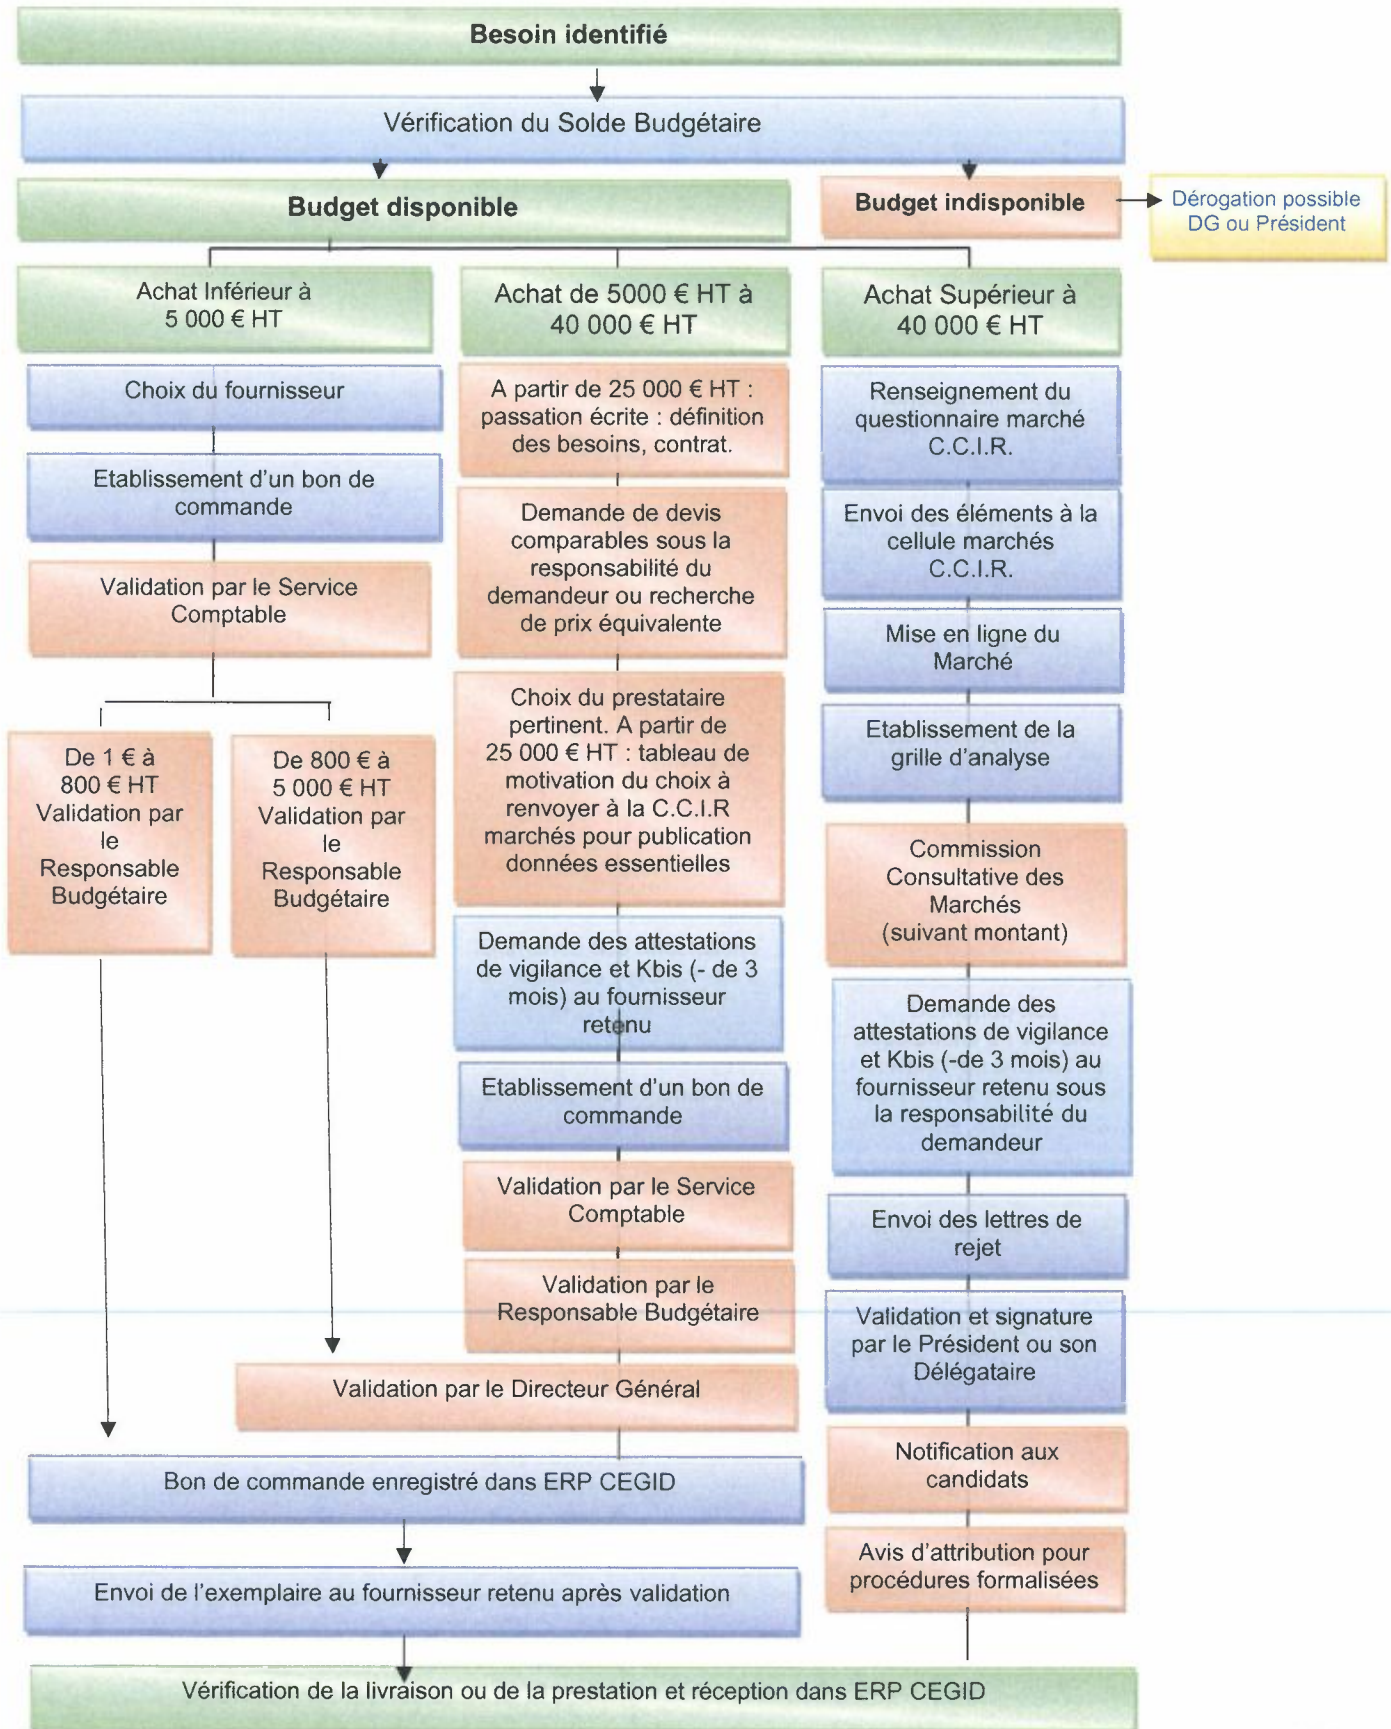 Besoin identifié
Vérification du Solde Budgétaire
Budget disponible
Budget indisponible
Dérogation possible
DG ou Président
Achat Inférieur à
5 000 € HT
Achat de 5000 € HT à
40 000 € HT
Achat Supérieur à
40 000 € HT
Choix du fournisseur
Etablissement d'un bon de
commande
Validation par le Service
Comptable
De 1 € à
800 € HT
Validation par
le
Responsable
Budgétaire
De 800 € à
5 000 € HT
Validation par
le
Responsable
Budgétaire
A partir de 25 000 € HT :
passation écrite : définition
des besoins, contrat.
Demande de devis
comparables sous la
responsabilité du
demandeur ou recherche
de prix équivalente
Choix du prestataire
pertinent. A partir de
25 000 € HT : tableau de
motivation du choix à
renvoyer à la C.C.I.R
marchés pour publication
données essentielles
Demande des attestations
de vigilance et Kbis (- de 3
mois) au fournisseur
retenu
Etablissement d'un bon de
commande
Validation par le Service
Comptable
Validation par le
Responsable Budgétaire
Validation par le Directeur Général
Renseignement du
questionnaire marché
C.C.I.R.
Envoi des éléments à la
cellule marchés
C.C.I.R.
Mise en ligne du
Marché
Etablissement de la
grille d'analyse
Commission
Consultative des
Marchés
(suivant montant)
Demande des
attestations de vigilance
et Kbis (-de 3 mois) au
fournisseur retenu sous
la responsabilité du
demandeur
Envoi des lettres de
rejet
Validation et signature
par le Président ou son
Délégataire
Notification aux
candidats
Avis d'attribution pour
procédures formalisées
Bon de commande enregistré dans ERP CEGID
Envoi de l'exemplaire au fournisseur retenu après validation
Vérification de la livraison ou de la prestation et réception dans ERP CEGID